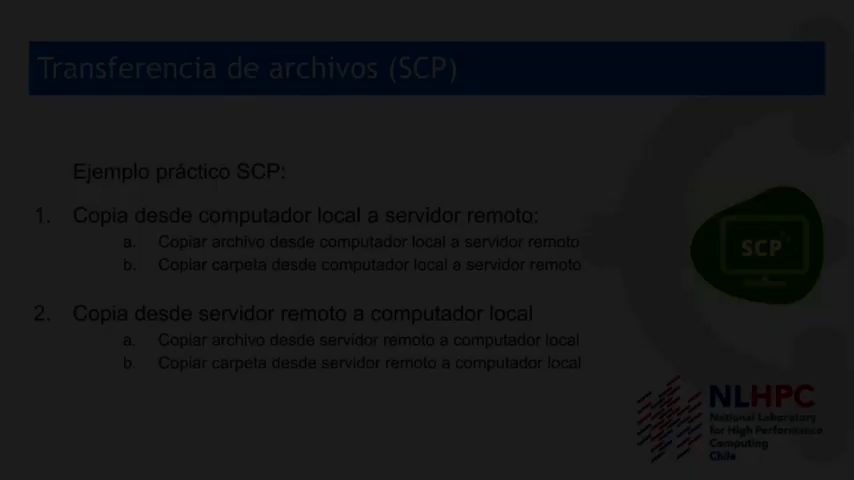 Transferencia de archivos (SCP)
Ejemplo práctico SCP:
1. Copia desde computador local a servidor remoto:
a. Copiar archivo desde computador local a servidor remoto
b. Copiar carpeta desde computador local a servidor remoto
SCP
2. Copia desde servidor remoto a computador local
a. Copiar archivo desde servidor remoto a computador local
b. Copiar carpeta desde servidor remoto a computador local
NLHPC
National Laboratory
for High Performance
Computing
Chile